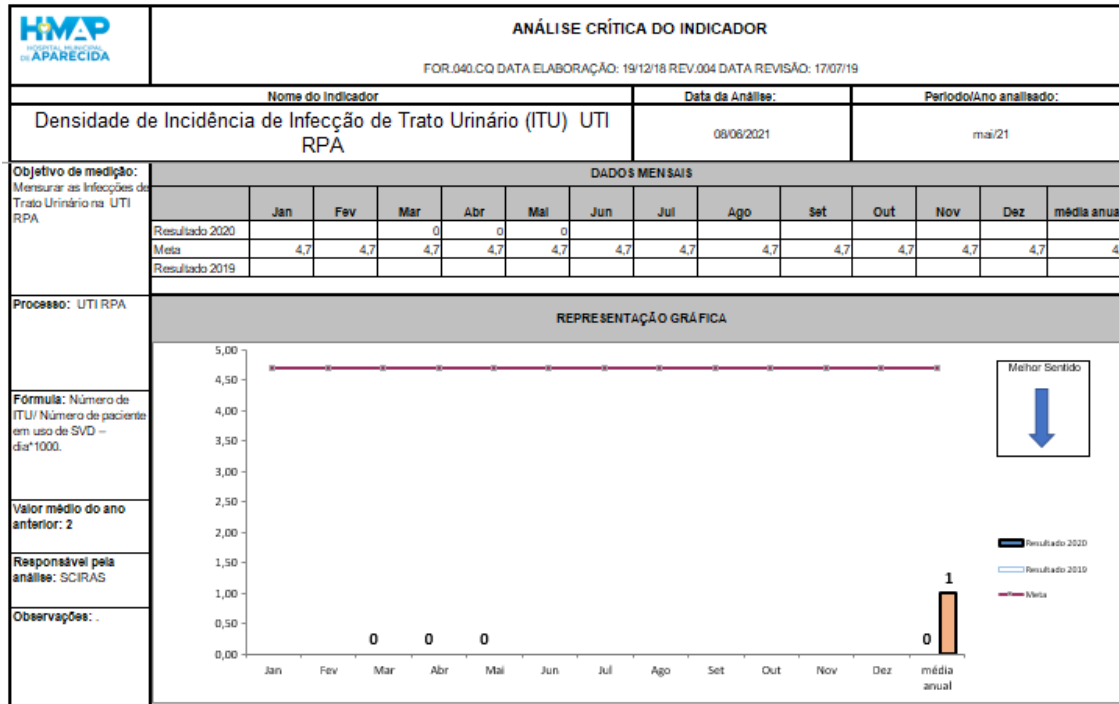 HMAP
HOSPITAL MUNICIPAL
DE APARECIDA
ANÁLISE CRÍTICA DO INDICADOR
FOR.040.CQ DATA ELABORAÇÃO: 19/12/18 REV.004 DATA REVISÃO: 17/07/19
Nome do Indicador
Data da Análise:
Período/Ano analisado:
Densidade de Incidência de Infecção de Trato Urinário (ITU) UTI
RPA
08/06/2021
mai/21
Objetivo de medição:
Mensurar as Infecções de
Trato Urinário na UTI
RPA
DADOS MENSAIS
Jan Fev Mar Abr Mai Jun Jul Ago Set Out Nov Dez média anua
Resultado 2020 0 0 0
Meta 4,7 4,7 4,7 4,7 4,7 4,7 4,7 4,7 4,7 4,7 4,7 4,7 4
Resultado 2019
Processo: UTI RPA
REPRESENTAÇÃO GRÁFICA
Fórmula: Número de
ITU/ Número de paciente
em uso de SVD –
dia*1000.
Valor médio do ano
anterior: 2
Responsável pela
análise: SCIRAS
Observações: .
5,00
4,50
4,00
3,50
3,00
2,50
2,00
1,50
1,00
0,50
0,00
0 0 0 0 1
Jan Fev Mar Abr Mai Jun Jul Ago Set Out Nov Dez média
anual
Melhor Sentido
Resultado 2020
Resultado 2019
Meta